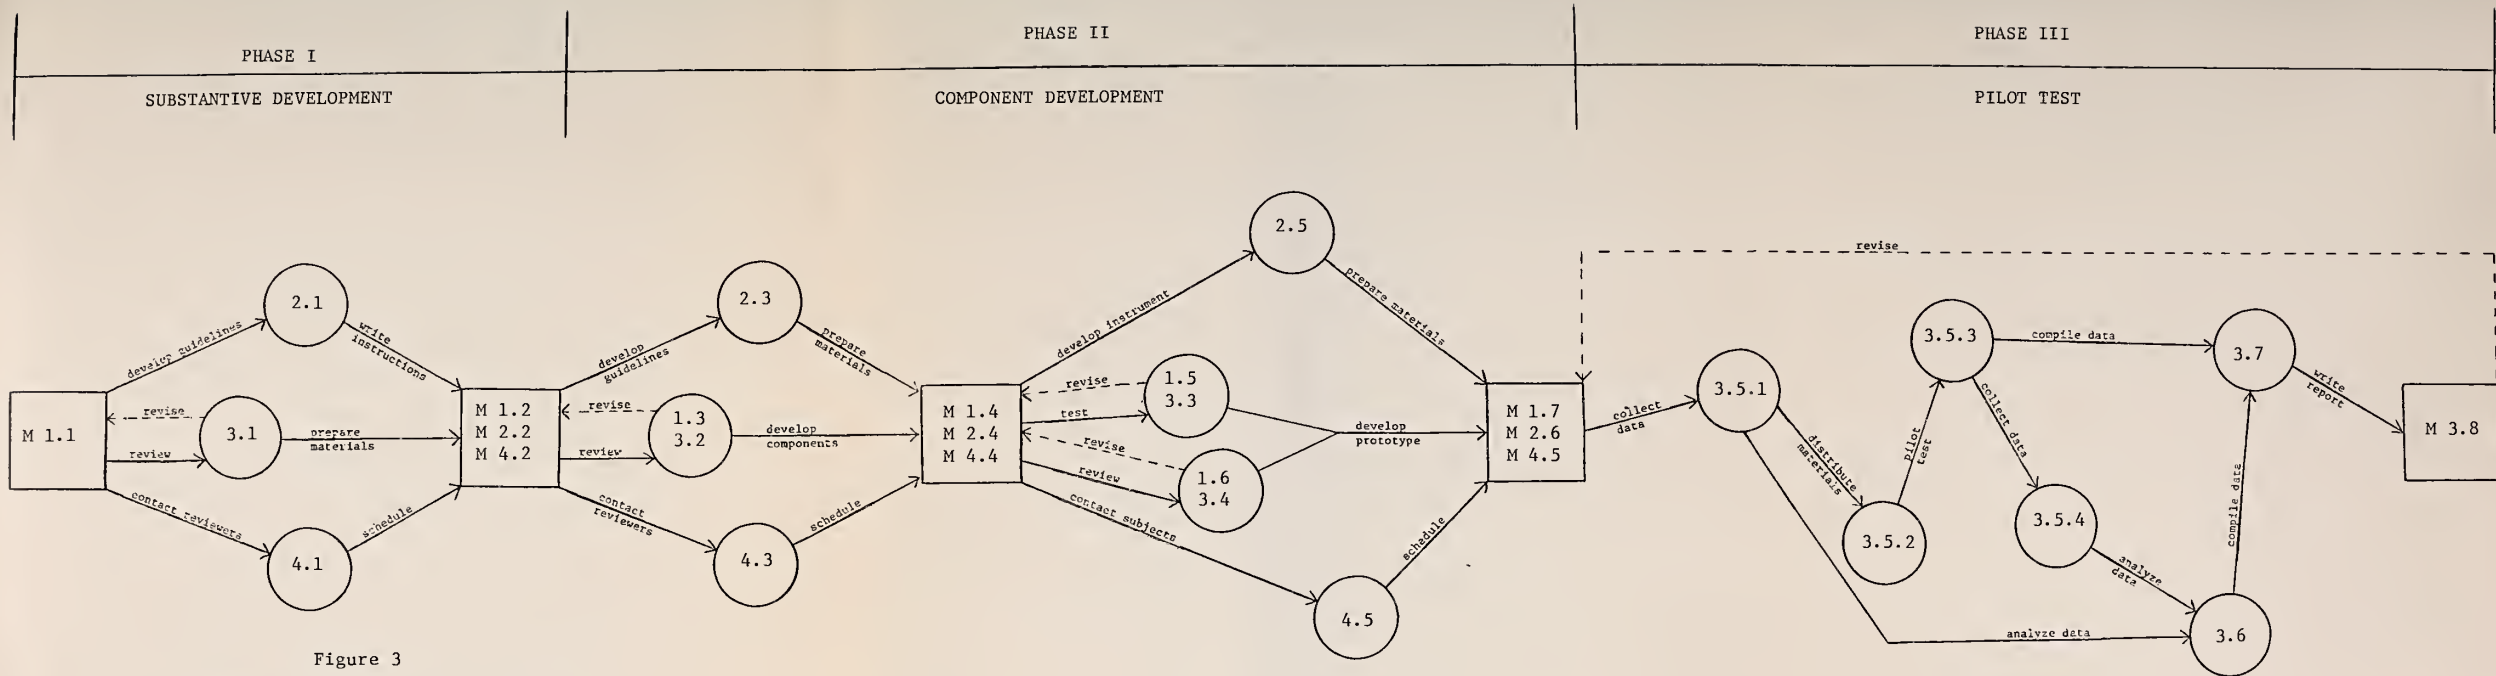 PHASE I
PHASE II
PHASE III
SUBSTANTIVE DEVELOPMENT
COMPONENT DEVELOPMENT
PILOT TEST
M 1.1
develop guidelines
2.1
write
instructions
revise
review
3.1
prepare
materials
contact reviewers
4.1
schedule
M 1.2
M 2.2
M 4.2
develop
guidelines
2.3
prepare
materials
revise
review
1.3
3.2
develop
components
contact
reviewers
4.3
schedule
M 1.4
M 2.4
M 4.4
develop instrument
2.5
prepare materials
revise
test
1.5
3.3
revise
review
1.6
3.4
develop
prototype
contact subjects
4.5
schedule
M 1.7
M 2.6
M 4.5
revise
collect
data
3.5.1
distribute
materials
3.5.2
pilot
test
3.5.3
compile data
collect data
3.5.4
analyze
data
analyze data
3.6
compile data
3.7
write
report
M 3.8
Figure 3